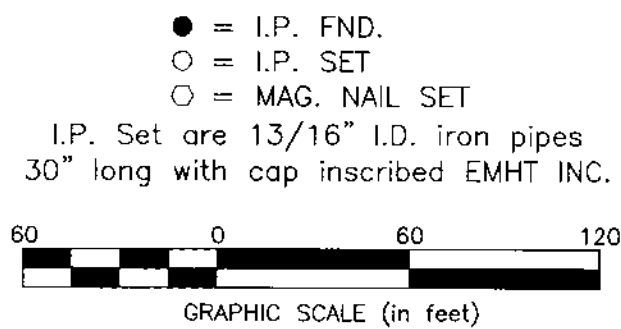 ● = I.P. FND.
○ = I.P. SET
⬡ = MAG. NAIL SET
I.P. Set are 13/16" I.D. iron pipes
30" long with cap inscribed EMHT INC.
60 0 60 120
GRAPHIC SCALE (in feet)